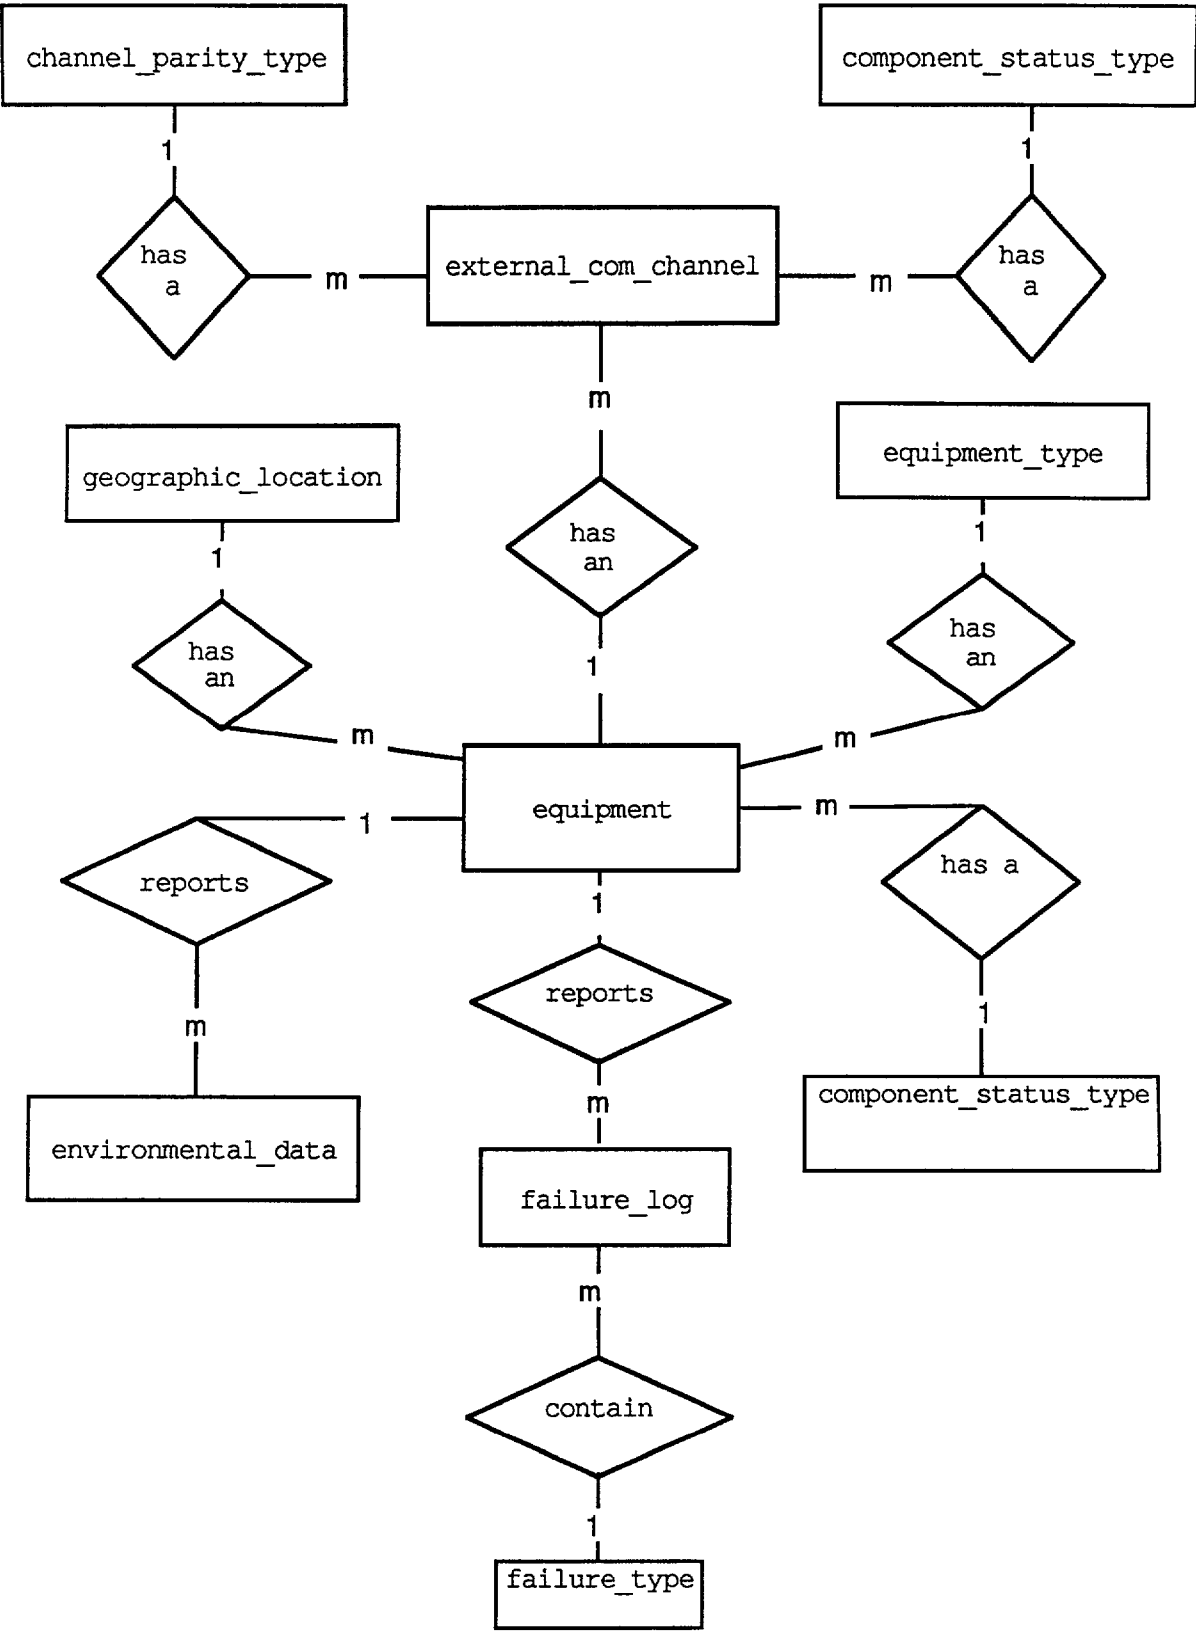 channel_parity_type
component_status_type
1
1
has
a
m
external_com_channel
m
has
a
m
geographic_location
equipment_type
1
has
an
1
has
an
1
has
an
m
m
equipment
1
m
reports
has a
1
reports
m
1
m
environmental_data
component_status_type
failure_log
m
contain
1
failure_type